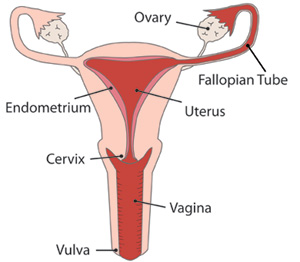 Ovary
Fallopian Tube
Endometrium
Uterus
Cervix
Vagina
Vulva